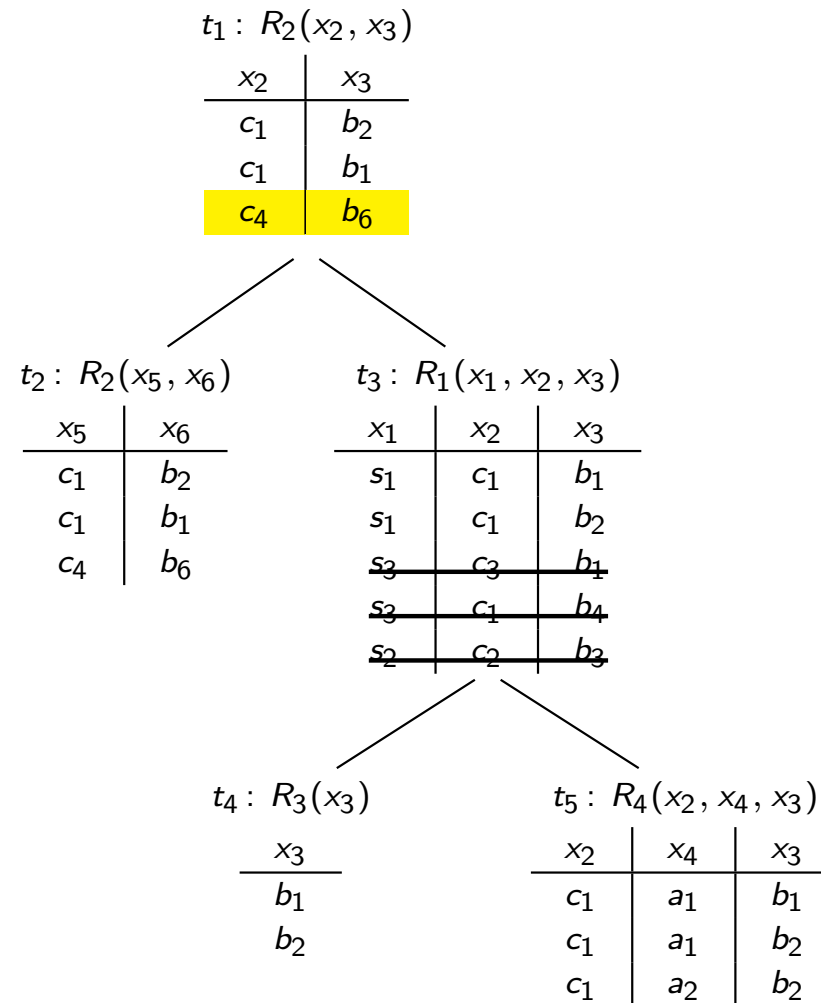 t₁ : R₂(x₂, x₃)
x₂ x₃
c₁ b₂
c₁ b₁
c₄ b₆
t₂ : R₂(x₅, x₆)
x₅ x₆
c₁ b₂
c₁ b₁
c₄ b₆
t₃ : R₁(x₁, x₂, x₃)
x₁ x₂ x₃
s₁ c₁ b₁
s₁ c₁ b₂
s₃ c₃ b₁
s₃ c₁ b₄
s₂ c₂ b₃
t₄ : R₃(x₃)
x₃
b₁
b₂
t₅ : R₄(x₂, x₄, x₃)
x₂ x₄ x₃
c₁ a₁ b₁
c₁ a₁ b₂
c₁ a₂ b₂